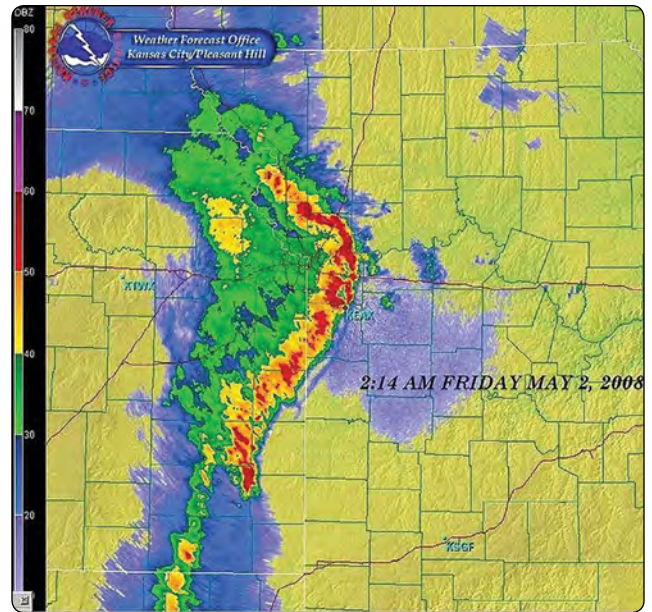 DBZ
80
70
60
50
40
30
20
Weather Forecast Office
Kansas City/Pleasant Hill
KTWX
KEAX
2:14 AM FRIDAY MAY 2, 2008
KSGF